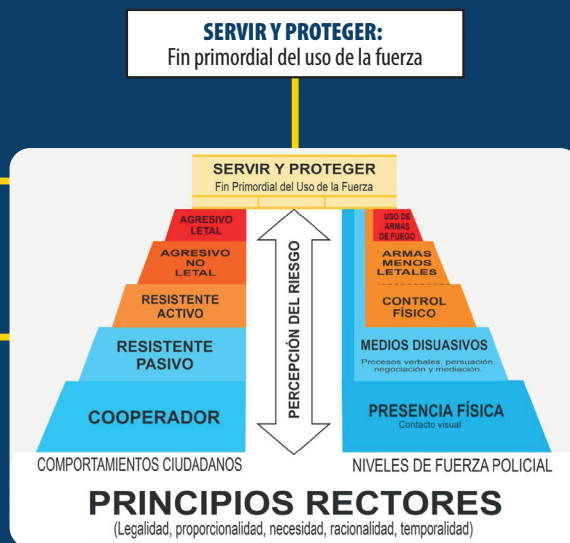 SERVIR Y PROTEGER:
Fin primordial del uso de la fuerza
SERVIR Y PROTEGER
Fin Primordial del Uso de la Fuerza
AGRESIVO
LETAL
AGRESIVO
NO
LETAL
RESISTENTE
ACTIVO
RESISTENTE
PASIVO
COOPERADOR
PERCEPCIÓN DEL RIESGO
USO DE
ARMAS
DE FUEGO
ARMAS
MENOS
LETALES
CONTROL
FÍSICO
MEDIOS DISUASIVOS
Procesos verbales, persuación,
negociación y mediación.
PRESENCIA FÍSICA
Contacto visual
COMPORTAMIENTOS CIUDADANOS
NIVELES DE FUERZA POLICIAL
PRINCIPIOS RECTORES
(Legalidad, proporcionalidad, necesidad, racionalidad, temporalidad)